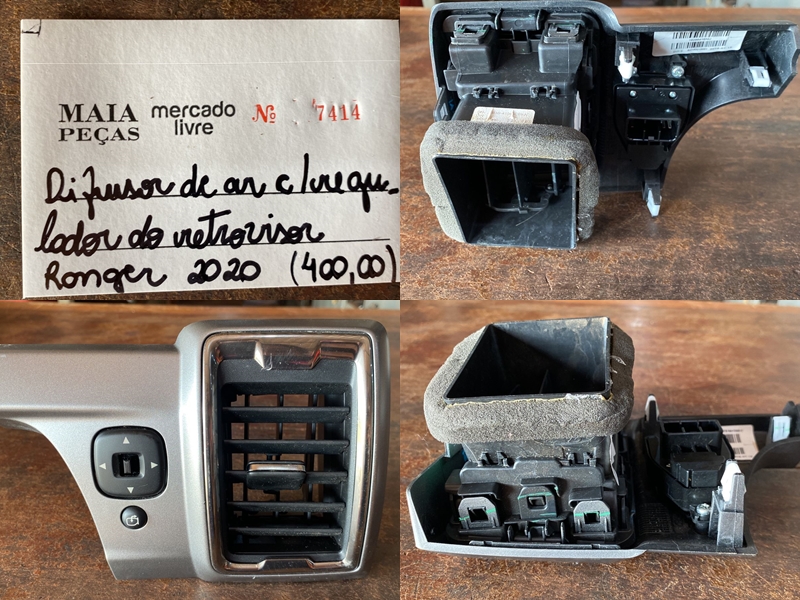 MAIA
PEÇAS
mercado
livre
Nº 7414
Difusor de ar c/regu-
lador do retrovisor
Ranger 2020 (400,00)